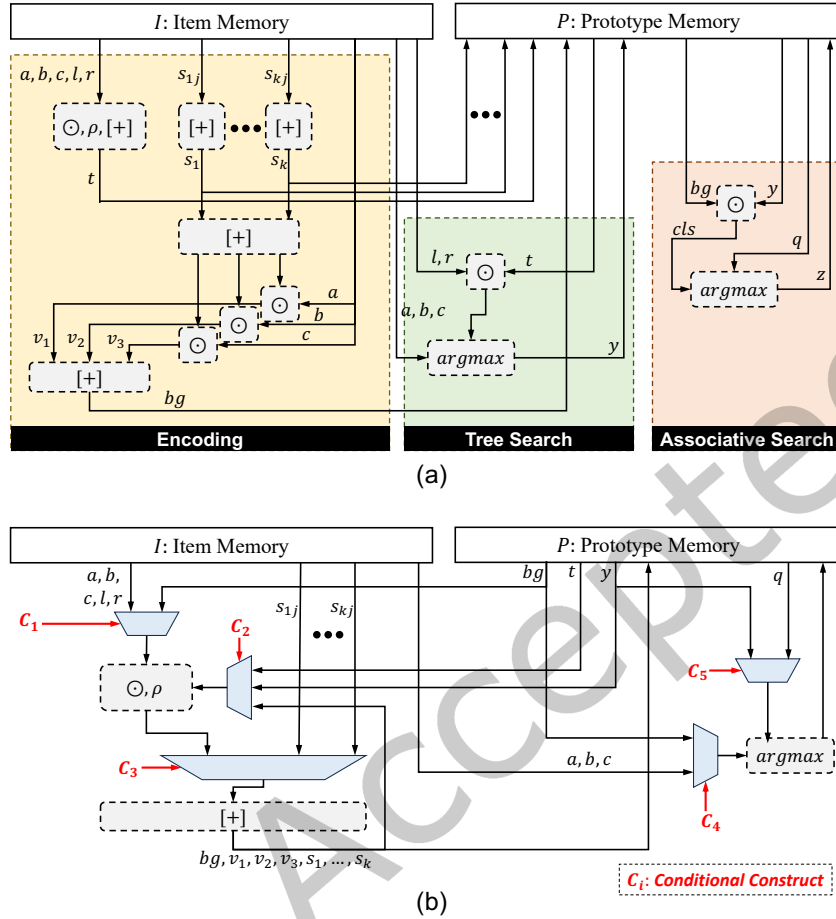 I: Item Memory
P: Prototype Memory
a, b, c, l, r
s₁ⱼ
sₖⱼ
⊙, ρ, [+]
[+]
[+]
s₁
sₖ
t
[+]
⊙
a
⊙
b
⊙
c
v₁
v₂
v₃
[+]
bg
Encoding
l, r
⊙
t
a, b, c
argmax
y
Tree Search
bg
⊙
y
cls
q
argmax
z
Associative Search
(a)
I: Item Memory
P: Prototype Memory
a, b,
c, l, r
s₁ⱼ
sₖⱼ
bg
t
y
q
C₁
C₂
⊙, ρ
C₃
[+]
bg, v₁, v₂, v₃, s₁, …, sₖ
a, b, c
C₅
argmax
C₄
Cᵢ: Conditional Construct
(b)
Accepte